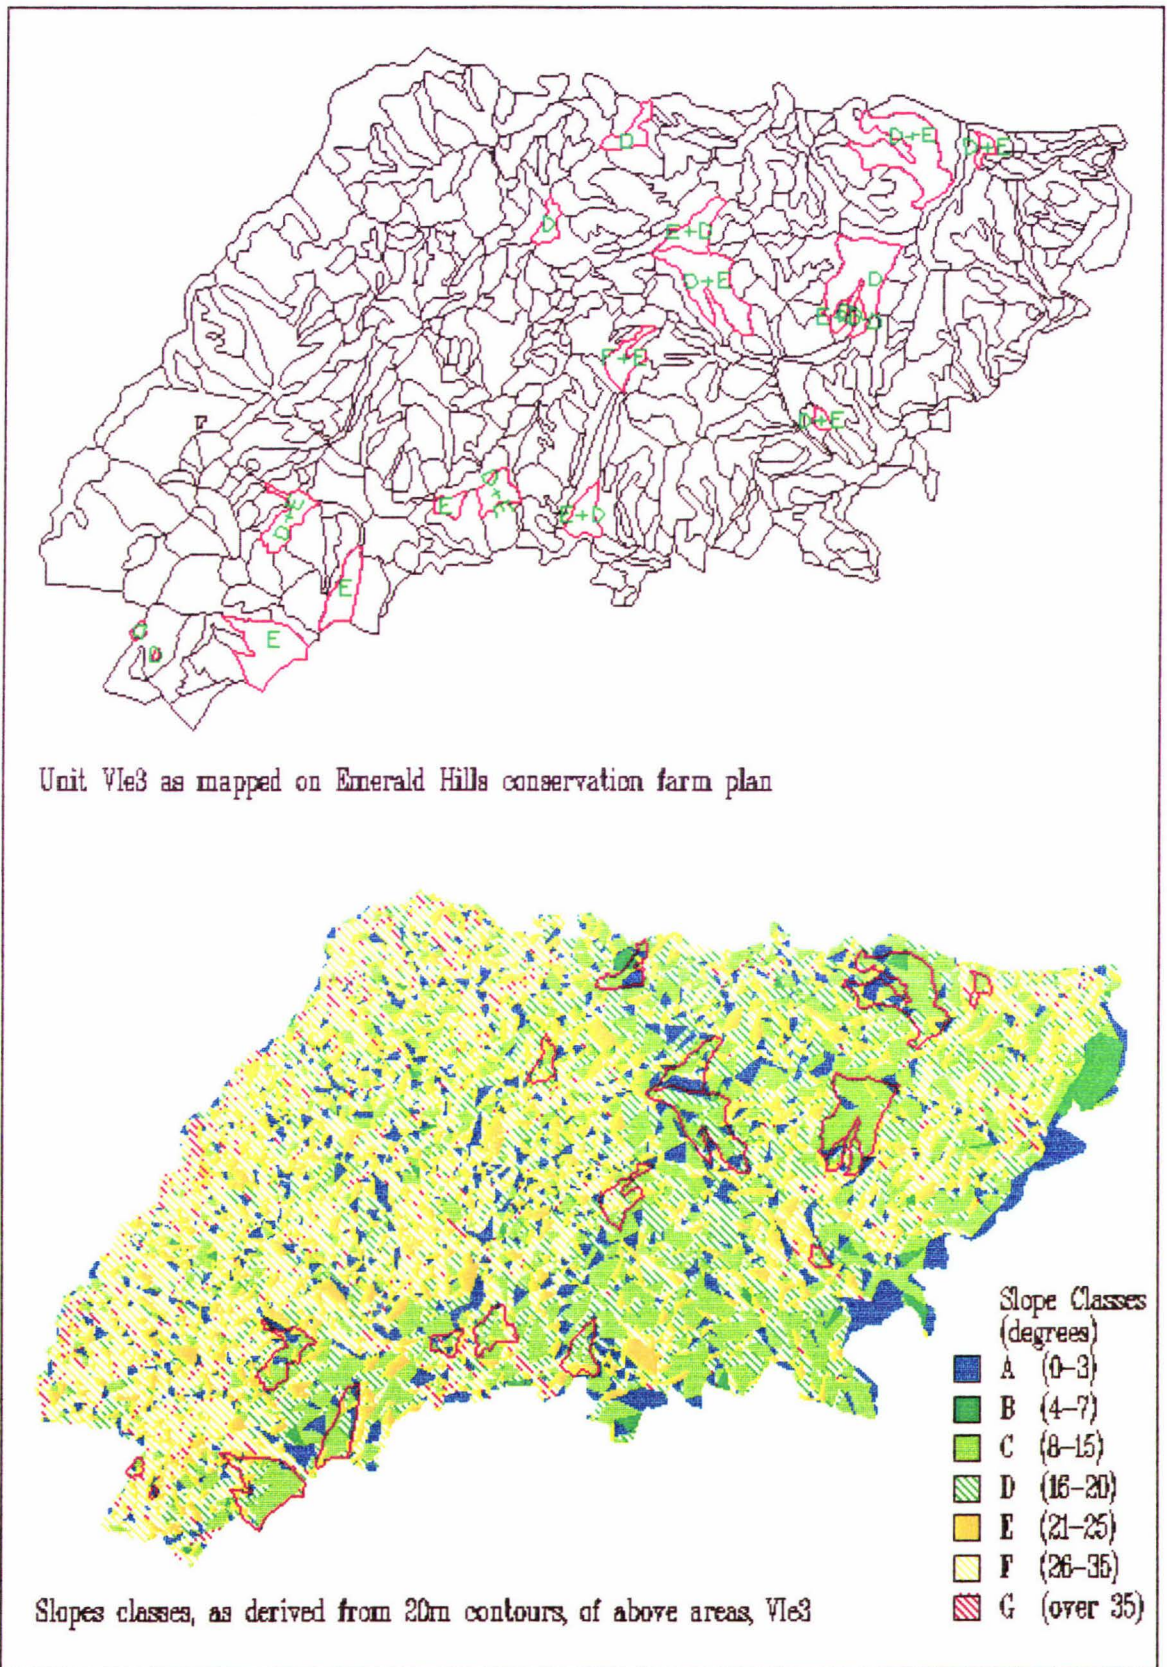 D
D+E
D+E
D
E+D
D+E
D
E+D
D
F+E
D+E
F
D+E
E
D+E
E+D
E
E
Unit VIe3 as mapped on Emerald Hills conservation farm plan
Slope Classes
(degrees)
A (0-3)
B (4-7)
C (8-15)
D (16-20)
E (21-25)
F (26-35)
G (over 35)
Slopes classes, as derived from 20m contours, of above areas, VIe3